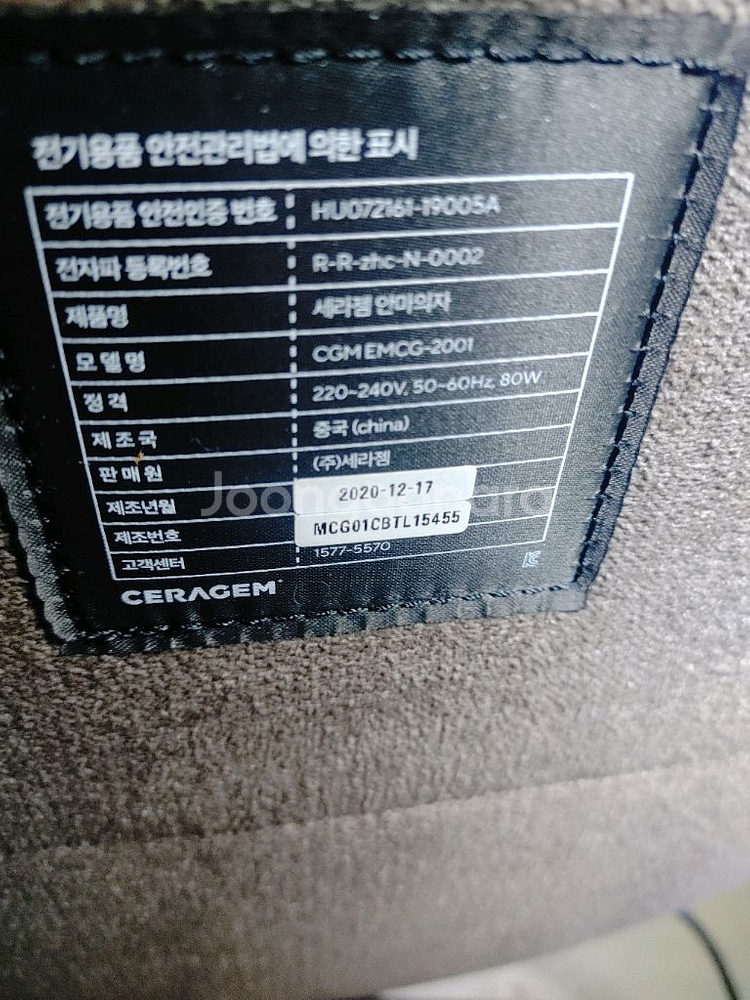 전기용품 안전관리법에 의한 표시
전기용품 안전인증 번호 HU072161-19005A
전자파 등록번호 R-R-zhc-N-0002
제품명 세라젬 안마의자
모델명 CGM EMCG-2001
정격 220~240V, 50~60Hz, 80W
제조국 중국 (china)
판매원 (주)세라젬
제조년월 2020-12-17
제조번호 MCG01CBTL15455
고객센터 1577-5570
CERAGEM